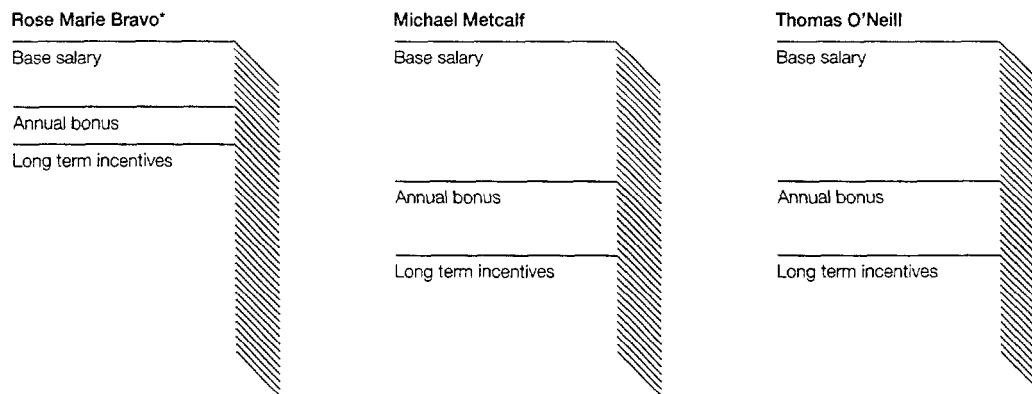 Rose Marie Bravo*
Base salary
Annual bonus
Long term incentives
Michael Metcalf
Base salary
Annual bonus
Long term incentives
Thomas O'Neill
Base salary
Annual bonus
Long term incentives